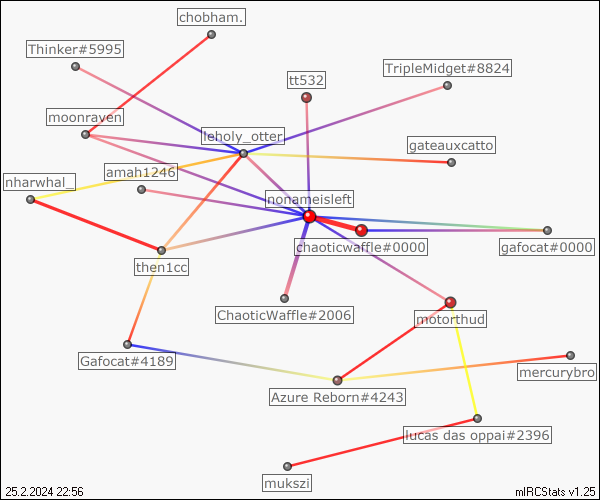 chobham.
Thinker#5995
TripleMidget#8824
tt532
moonrayen
leholy_otter
gateauxcatto
amah1246
nharwhal_
nonameisleft
chaoticwaffle#0000
gafocat#0000
then1cc
ChaoticWaffle#2006
motorthud
Gafocat#4189
mercurybro
Azure Reborn#4243
lucas das oppai#2396
mukszi
25.2.2024 22:56
mIRCStats v1.25